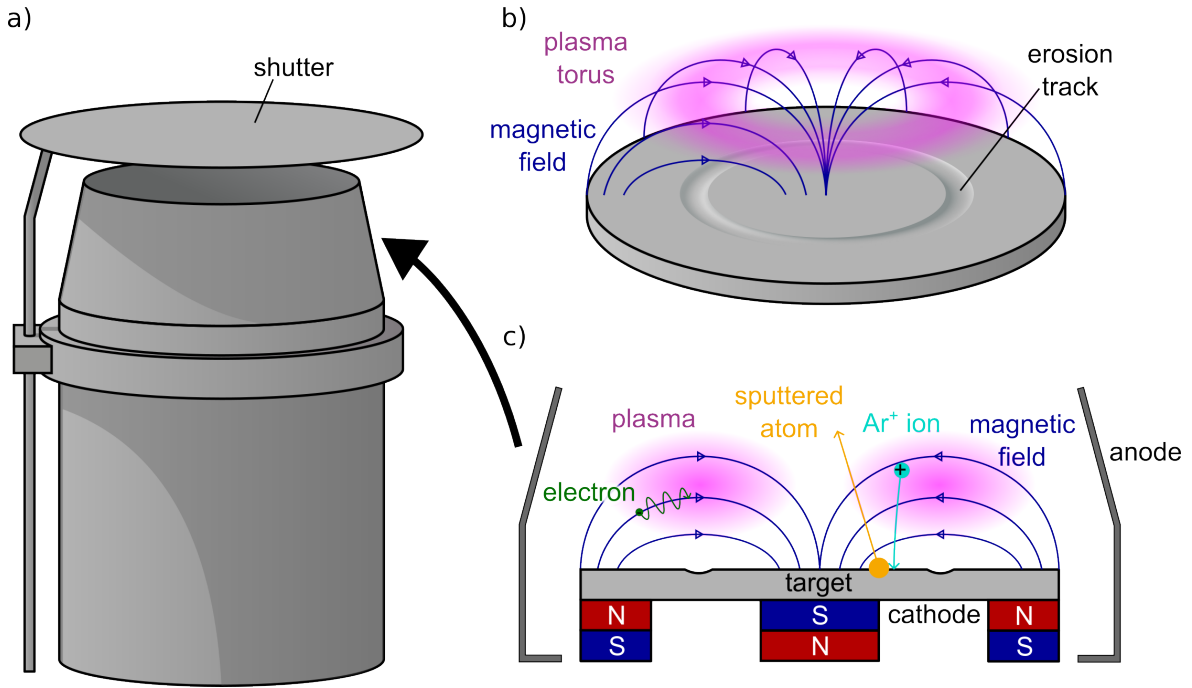 a)
shutter
b)
plasma
torus
magnetic
field
erosion
track
c)
plasma
sputtered
atom
Ar⁺ ion
magnetic
field
anode
electron
+
target
cathode
N
S
S
N
N
S